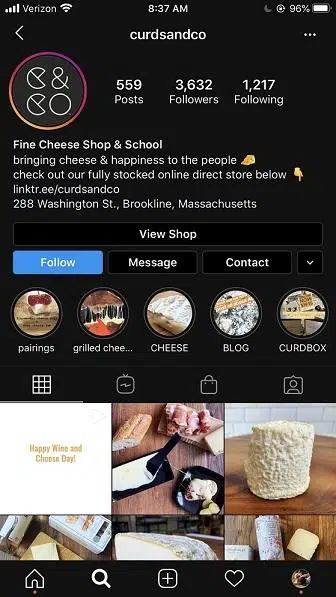 Verizon 8:37 AM 96%
curdsandco
C &
CO.
559 3,632 1,217
Posts Followers Following
Fine Cheese Shop & School
bringing cheese & happiness to the people 🧀
check out our fully stocked online direct store below 👇
linktr.ee/curdsandco
288 Washington St., Brookline, Massachusetts
View Shop
Follow Message Contact
pairings grilled chee... CHEESE BLOG CURDBOX
Happy Wine and
Cheese Day!